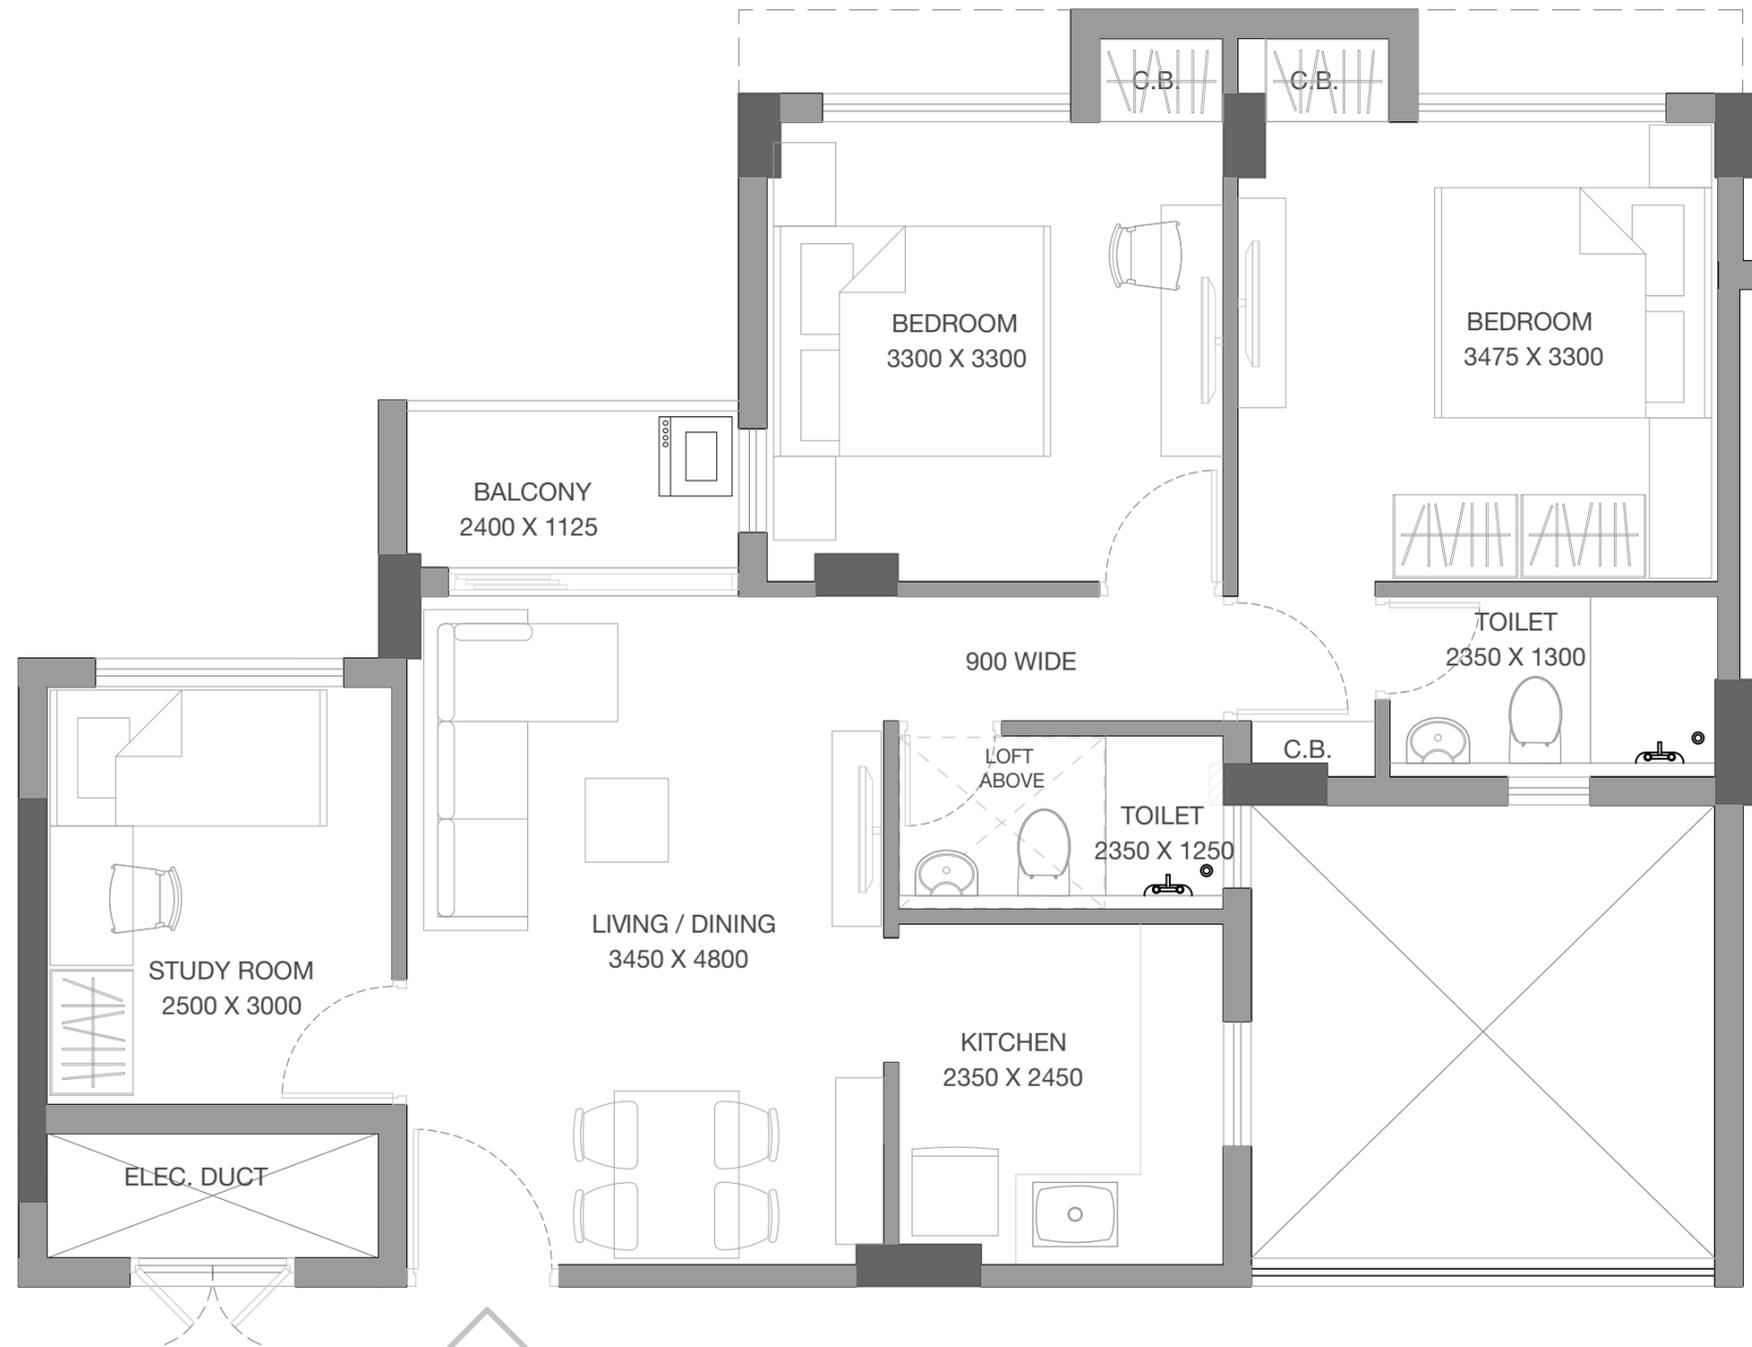 C.B.
C.B.
BEDROOM
3300 X 3300
BEDROOM
3475 X 3300
BALCONY
2400 X 1125
TOILET
2350 X 1300
900 WIDE
C.B.
LOFT
ABOVE
TOILET
2350 X 1250
LIVING / DINING
3450 X 4800
STUDY ROOM
2500 X 3000
KITCHEN
2350 X 2450
ELEC. DUCT